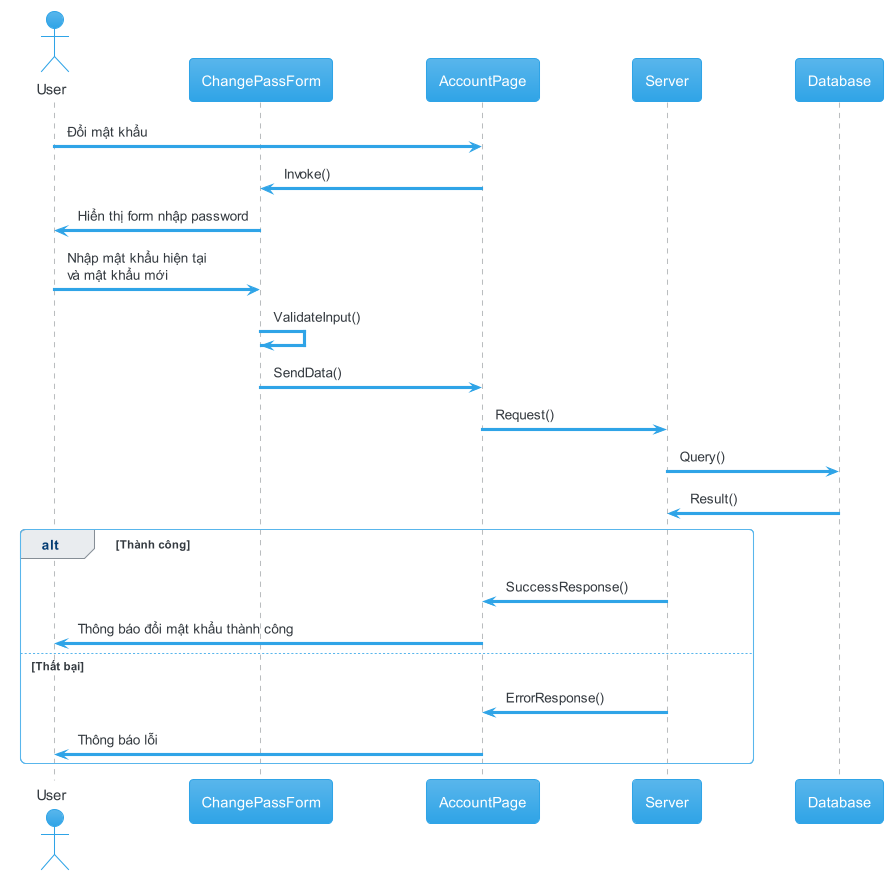 User
ChangePassForm
AccountPage
Server
Database
Đổi mật khẩu
Invoke()
Hiển thị form nhập password
Nhập mật khẩu hiện tại
và mật khẩu mới
ValidateInput()
SendData()
Request()
Query()
Result()
alt
[Thành công]
SuccessResponse()
Thông báo đổi mật khẩu thành công
[Thất bại]
ErrorResponse()
Thông báo lỗi
User
ChangePassForm
AccountPage
Server
Database